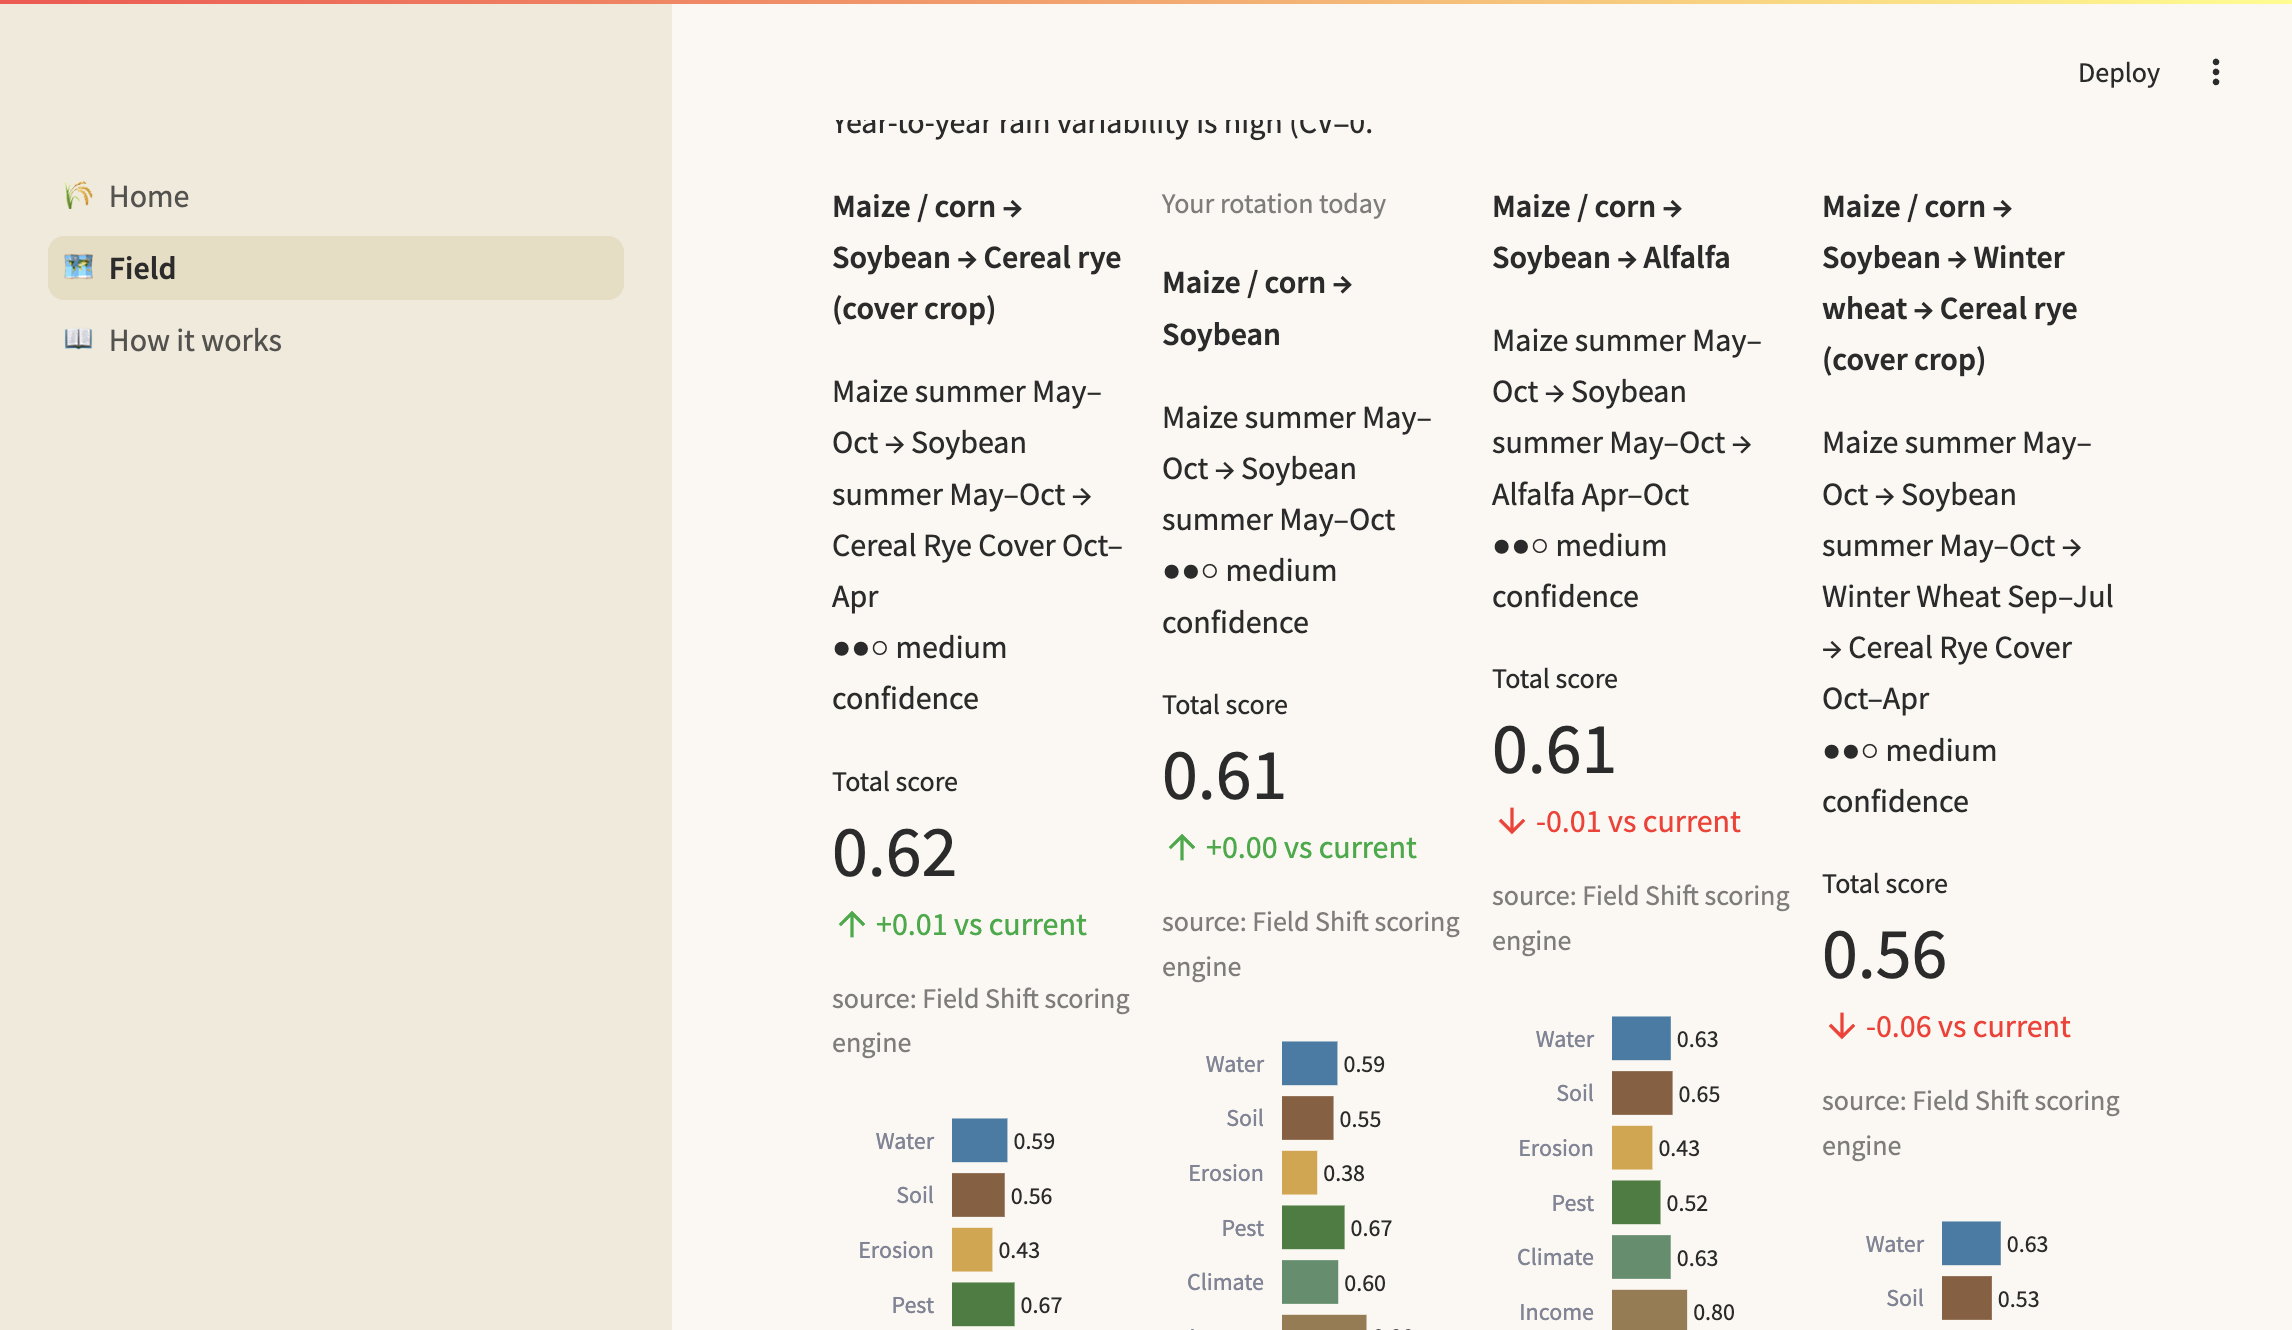 Deploy
Home
Field
How it works
Year-to-year rain variability is high (CV=0.
Maize / corn →
Soybean → Cereal rye
(cover crop)
Maize summer May–
Oct → Soybean
summer May–Oct →
Cereal Rye Cover Oct–
Apr
●●○ medium
confidence
Total score
0.62
↑ +0.01 vs current
source: Field Shift scoring
engine
Water 0.59
Soil 0.56
Erosion 0.43
Pest 0.67
Your rotation today
Maize / corn →
Soybean
Maize summer May–
Oct → Soybean
summer May–Oct
●●○ medium
confidence
Total score
0.61
↑ +0.00 vs current
source: Field Shift scoring
engine
Water 0.59
Soil 0.55
Erosion 0.38
Pest 0.67
Climate 0.60
Maize / corn →
Soybean → Alfalfa
Maize summer May–
Oct → Soybean
summer May–Oct →
Alfalfa Apr–Oct
●●○ medium
confidence
Total score
0.61
↓ -0.01 vs current
source: Field Shift scoring
engine
Water 0.63
Soil 0.65
Erosion 0.43
Pest 0.52
Climate 0.63
Income 0.80
Maize / corn →
Soybean → Winter
wheat → Cereal rye
(cover crop)
Maize summer May–
Oct → Soybean
summer May–Oct →
Winter Wheat Sep–Jul
→ Cereal Rye Cover
Oct–Apr
●●○ medium
confidence
Total score
0.56
↓ -0.06 vs current
source: Field Shift scoring
engine
Water 0.63
Soil 0.53